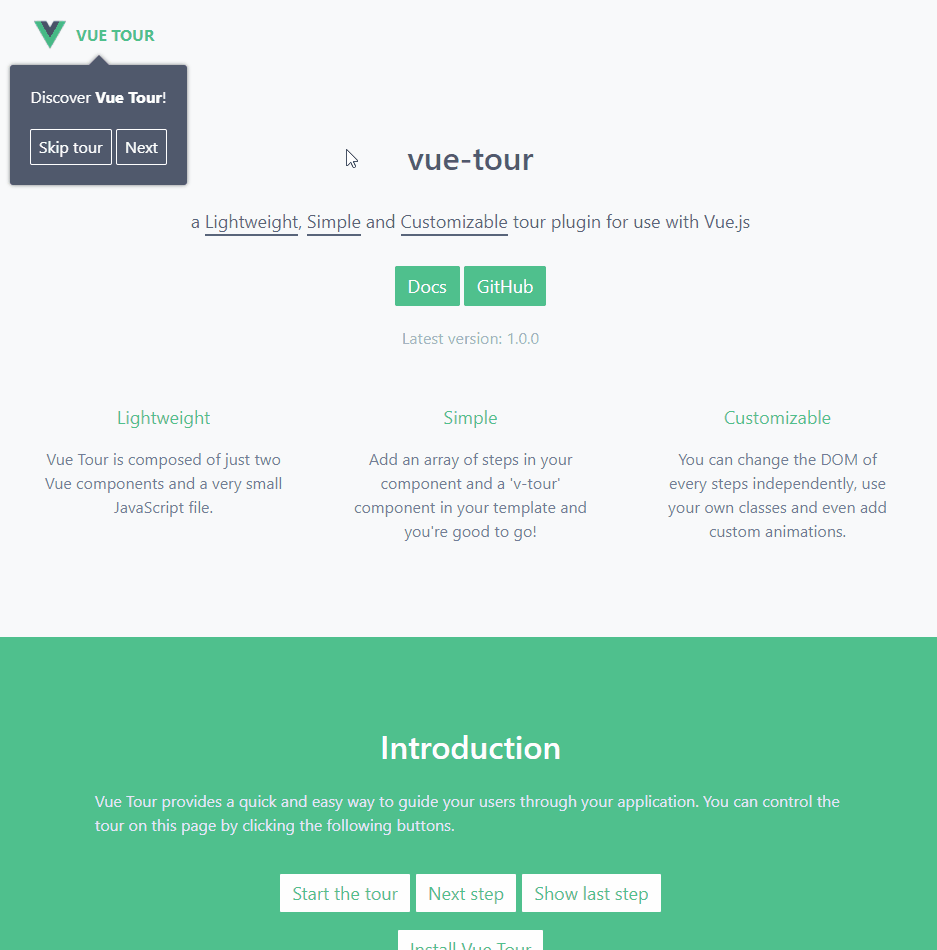 VUE TOUR
Discover Vue Tour!
Skip tour Next
vue-tour
a Lightweight, Simple and Customizable tour plugin for use with Vue.js
Docs GitHub
Latest version: 1.0.0
Lightweight
Vue Tour is composed of just two
Vue components and a very small
JavaScript file.
Simple
Add an array of steps in your
component and a 'v-tour'
component in your template and
you're good to go!
Customizable
You can change the DOM of
every steps independently, use
your own classes and even add
custom animations.
Introduction
Vue Tour provides a quick and easy way to guide your users through your application. You can control the
tour on this page by clicking the following buttons.
Start the tour Next step Show last step
Install Vue Tour